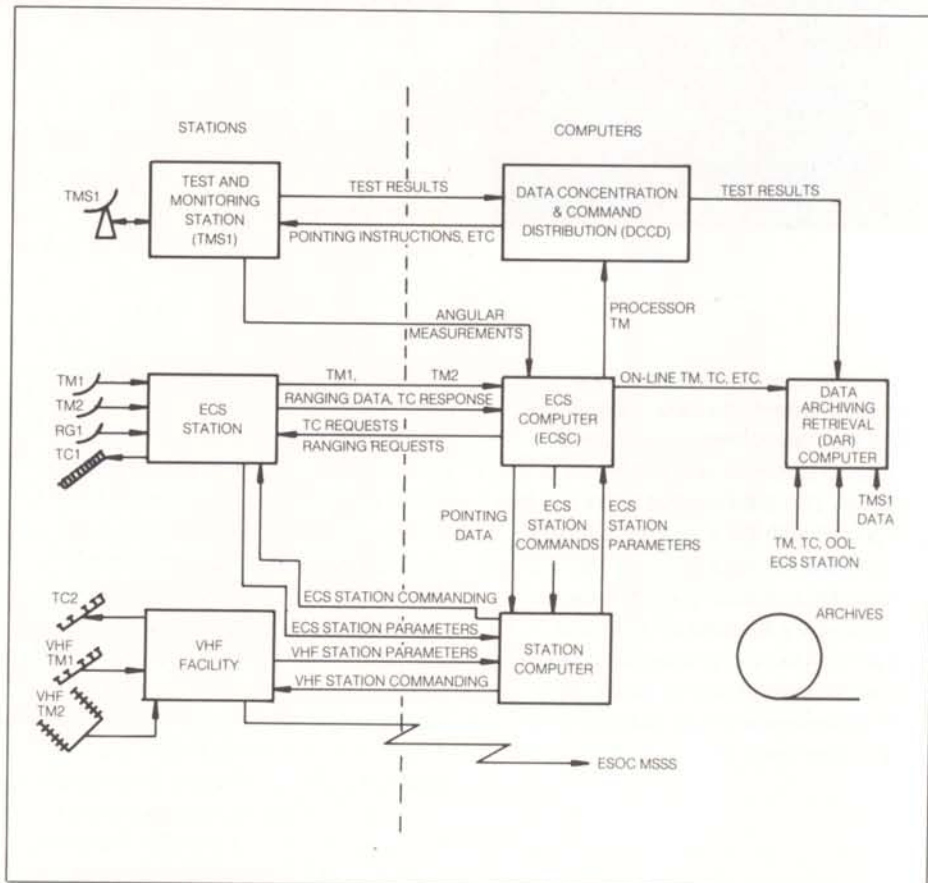 STATIONS
COMPUTERS
TMS1
TEST AND
MONITORING
STATION
(TMS1)
TEST RESULTS
POINTING INSTRUCTIONS, ETC
DATA CONCENTRATION
& COMMAND
DISTRIBUTION (DCCD)
TEST RESULTS
ANGULAR
MEASUREMENTS
PROCESSOR
TM
TM1
TM2
RG1
TC1
ECS
STATION
TM1, TM2
RANGING DATA, TC RESPONSE
TC REQUESTS
RANGING REQUESTS
ECS
COMPUTER
(ECSC)
ON-LINE TM, TC, ETC.
DATA
ARCHIVING
RETRIEVAL
(DAR)
COMPUTER
POINTING
DATA
ECS
STATION
COMMANDS
ECS
STATION
PARAMETERS
TMS1
DATA
TM, TC, OOL
ECS STATION
ECS STATION COMMANDING
ECS STATION PARAMETERS
VHF STATION PARAMETERS
VHF STATION COMMANDING
TC2
VHF
TM1
VHF
TM2
VHF
FACILITY
STATION
COMPUTER
ARCHIVES
ESOC MSSS